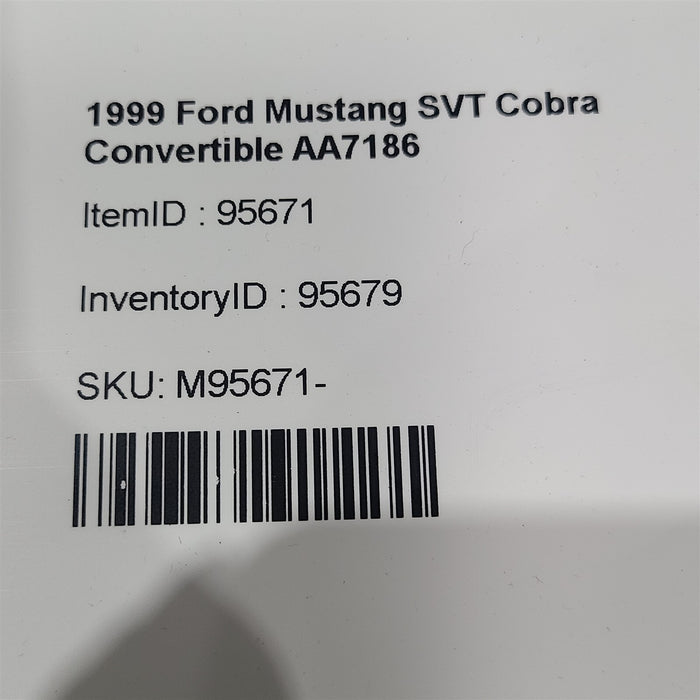 1999 Ford Mustang SVT Cobra
Convertible AA7186
ItemID : 95671
InventoryID : 95679
SKU: M95671-